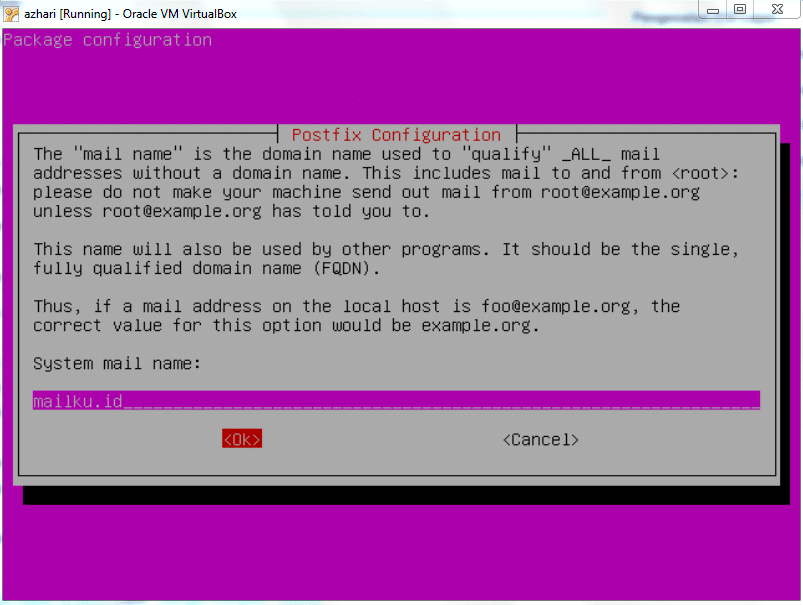 azhari [Running] - Oracle VM VirtualBox
Package configuration
Postfix Configuration
The "mail name" is the domain name used to "qualify" _ALL_ mail
addresses without a domain name. This includes mail to and from <root>:
please do not make your machine send out mail from root@example.org
unless root@example.org has told you to.
This name will also be used by other programs. It should be the single,
fully qualified domain name (FQDN).
Thus, if a mail address on the local host is foo@example.org, the
correct value for this option would be example.org.
System mail name:
mailku.id
<Ok> <Cancel>